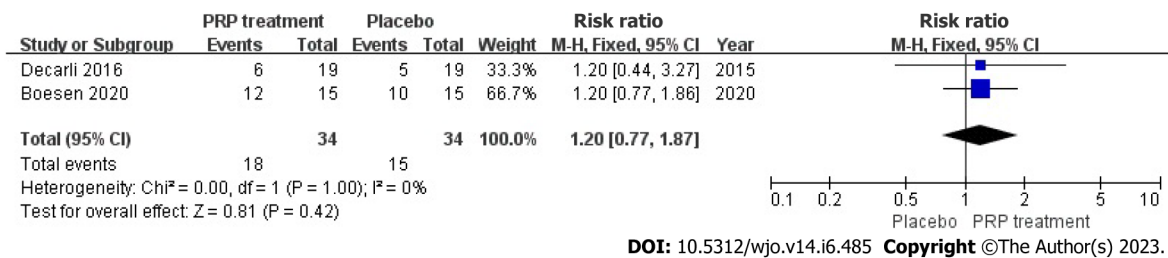 PRP treatment Placebo Risk ratio Risk ratio
Study or Subgroup Events Total Events Total Weight M-H, Fixed, 95% CI Year M-H, Fixed, 95% CI
Decarli 2016 6 19 5 19 33.3% 1.20 [0.44, 3.27] 2015
Boesen 2020 12 15 10 15 66.7% 1.20 [0.77, 1.86] 2020
Total (95% CI) 34 34 100.0% 1.20 [0.77, 1.87]
Total events 18 15
Heterogeneity: Chi² = 0.00, df = 1 (P = 1.00); I² = 0%
Test for overall effect: Z = 0.81 (P = 0.42)
0.1 0.2 0.5 1 2 5 10
Placebo PRP treatment
DOI: 10.5312/wjo.v14.i6.485 Copyright ©The Author(s) 2023.